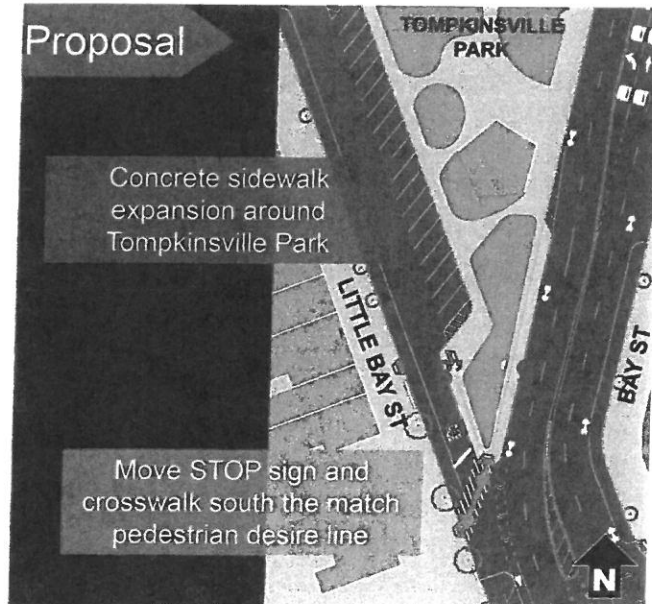 Proposal
TOMPKINSVILLE
PARK
Concrete sidewalk
expansion around
Tompkinsville Park
LITTLE BAY ST
BAY ST
Move STOP sign and
crosswalk south the match
pedestrian desire line
N